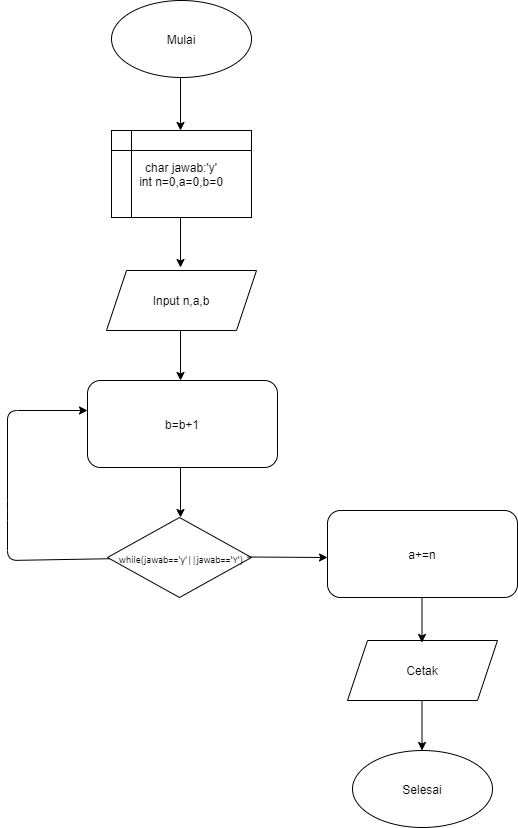 Mulai
char jawab:'y'
int n=0,a=0,b=0
Input n,a,b
b=b+1
while(jawab=='y'||jawab=='Y')
a+=n
Cetak
Selesai